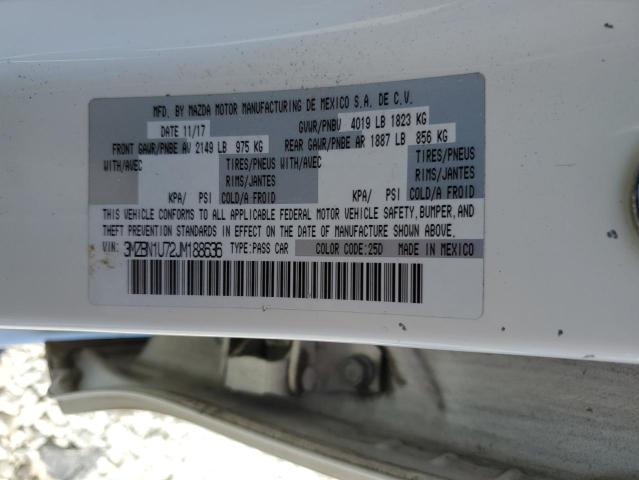 MFD. BY MAZDA MOTOR MANUFACTURING DE MEXICO S.A. DE C.V.
DATE 11/17 GVWR/PNBV 4019 LB 1823 KG
FRONT GAWR/PNBE AV 2149 LB 975 KG REAR GAWR/PNBE AR 1887 LB 856 KG
WITH/AVEC TIRES/PNEUS WITH/AVEC TIRES/PNEUS
RIMS/JANTES RIMS/JANTES
KPA/ PSI COLD/A FROID KPA/ PSI COLD/A FROID
THIS VEHICLE CONFORMS TO ALL APPLICABLE FEDERAL MOTOR VEHICLE SAFETY, BUMPER, AND
THEFT PREVENTION STANDARDS IN EFFECT ON THE DATE OF MANUFACTURE SHOWN ABOVE.
VIN: 3MZBN1U72JM188636 TYPE:PASS CAR COLOR CODE:25D MADE IN MEXICO